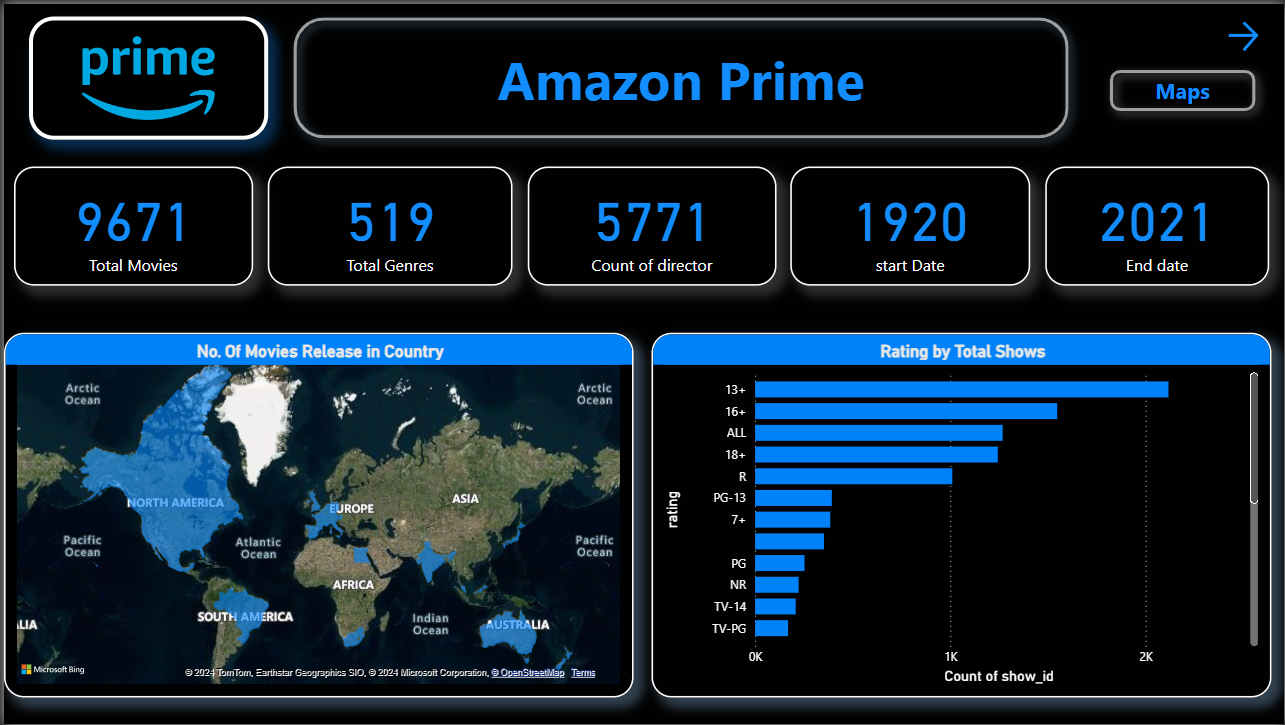 prime
Amazon Prime
Maps
9671
Total Movies
519
Total Genres
5771
Count of director
1920
start Date
2021
End date
No. Of Movies Release in Country
Arctic
Ocean
Arctic
Ocean
NORTH AMERICA
EUROPE
ASIA
Pacific
Ocean
Atlantic
Ocean
Pacific
Ocean
AFRICA
SOUTH AMERICA
Indian
Ocean
AUSTRALIA
LIA
Microsoft Bing
© 2024 TomTom, Earthstar Geographics SIO, © 2024 Microsoft Corporation, © OpenStreetMap Terms
Rating by Total Shows
rating
13+
16+
ALL
18+
R
PG-13
7+
PG
NR
TV-14
TV-PG
0K 1K 2K
Count of show_id